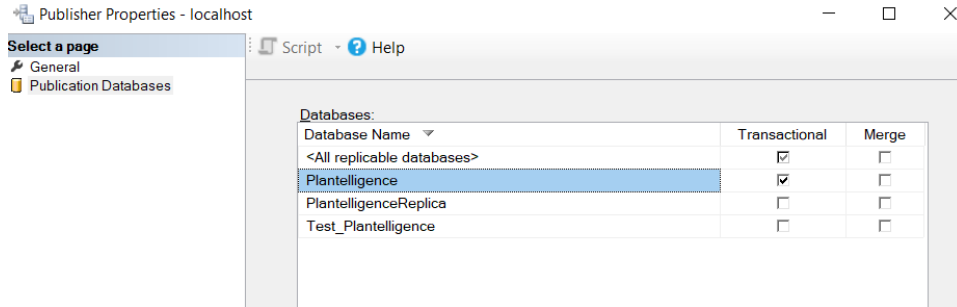 Publisher Properties - localhost
Select a page
Script Help
General
Publication Databases
Databases:
Database Name Transactional Merge
<All replicable databases>
Plantelligence
PlantelligenceReplica
Test_Plantelligence